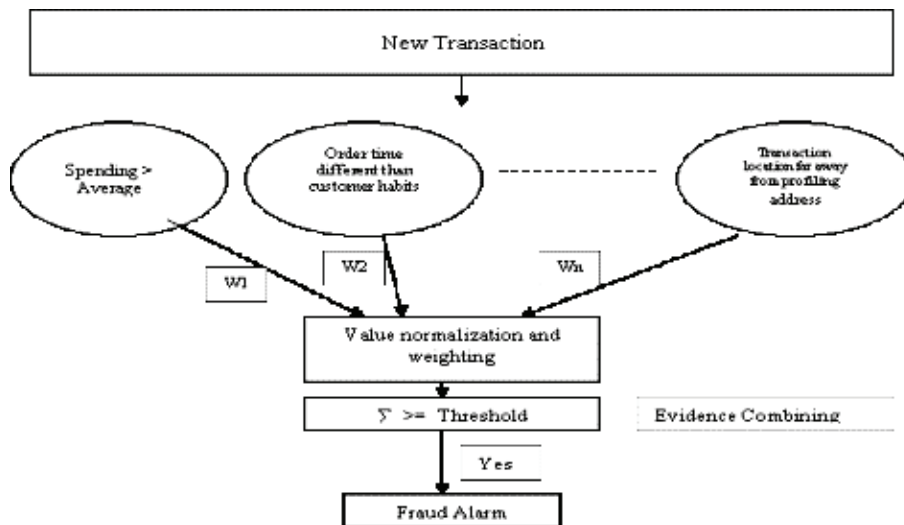 New Transaction
Spending >
Average
Order time
different than
customer habits
Transaction
location far away
from profiling
address
W1
W2
Wn
Value normalization and
weighting
∑ >= Threshold
Evidence Combining
Yes
Fraud Alarm